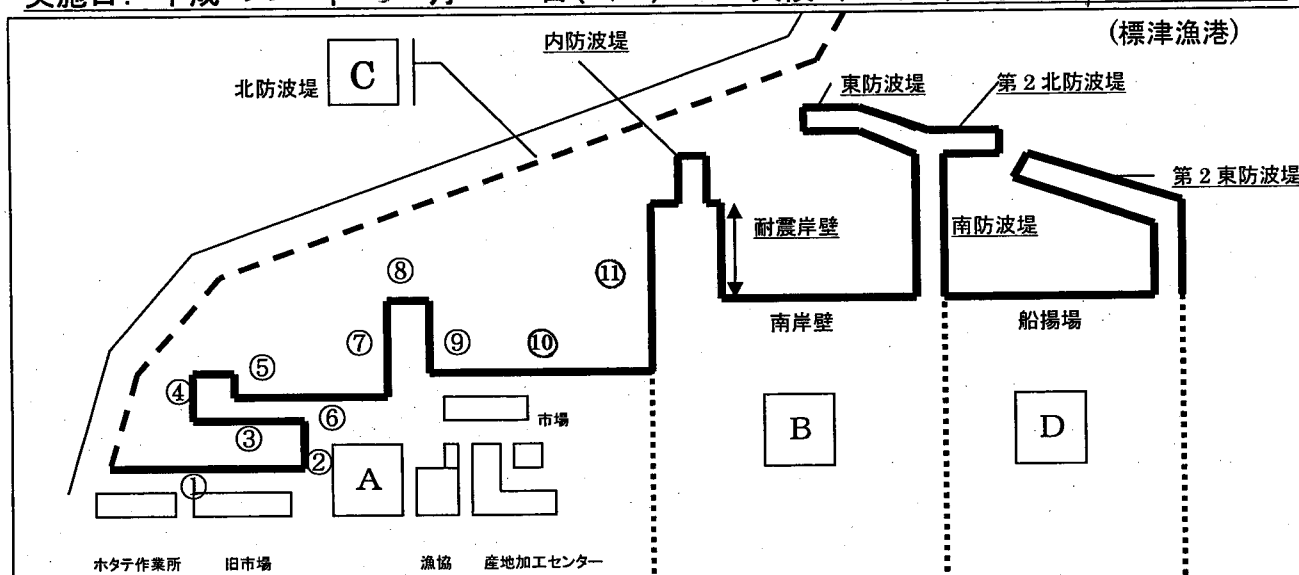 (標津漁港)
内防波堤
C
北防波堤
東防波堤
第2北防波堤
第2東防波堤
耐震岸壁
南防波堤
⑧
⑪
南岸壁
船揚場
⑦
⑨
⑩
⑤
④
⑥
市場
B
D
③
②
A
①
ホタテ作業所
旧市場
漁協
産地加工センター